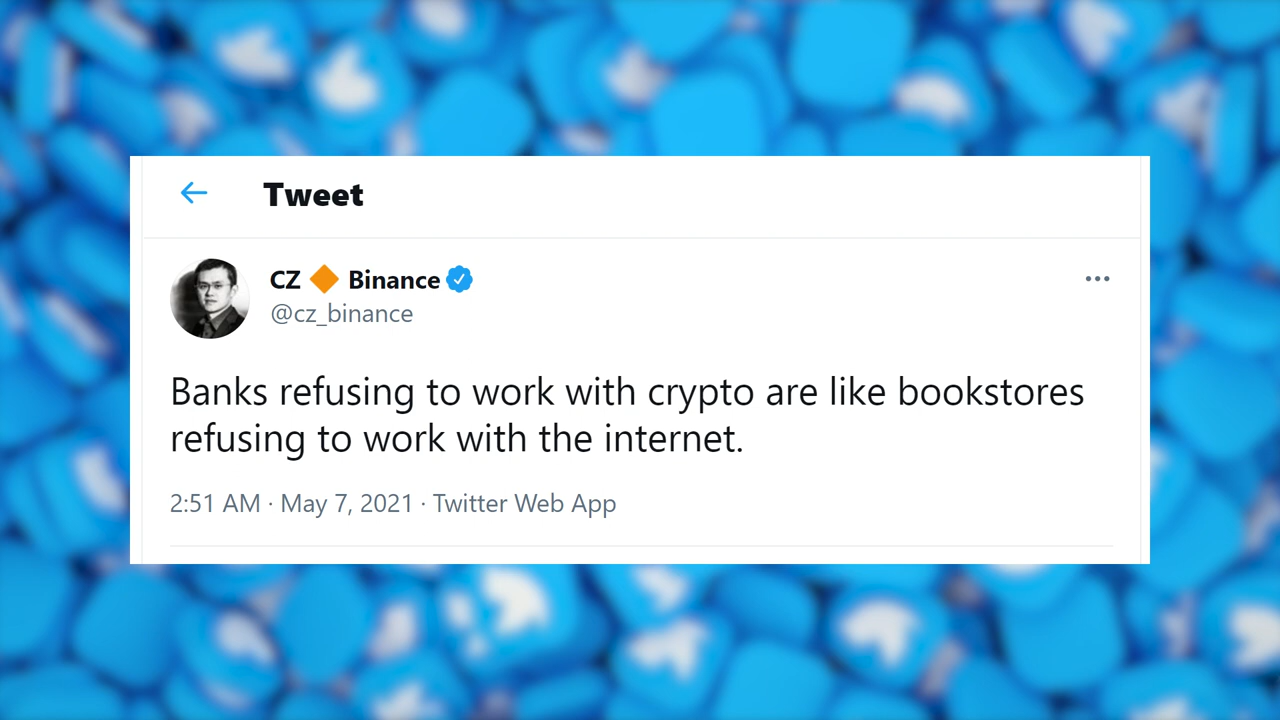 Tweet
CZ 🔶 Binance
@cz_binance
Banks refusing to work with crypto are like bookstores
refusing to work with the internet.
2:51 AM · May 7, 2021 · Twitter Web App